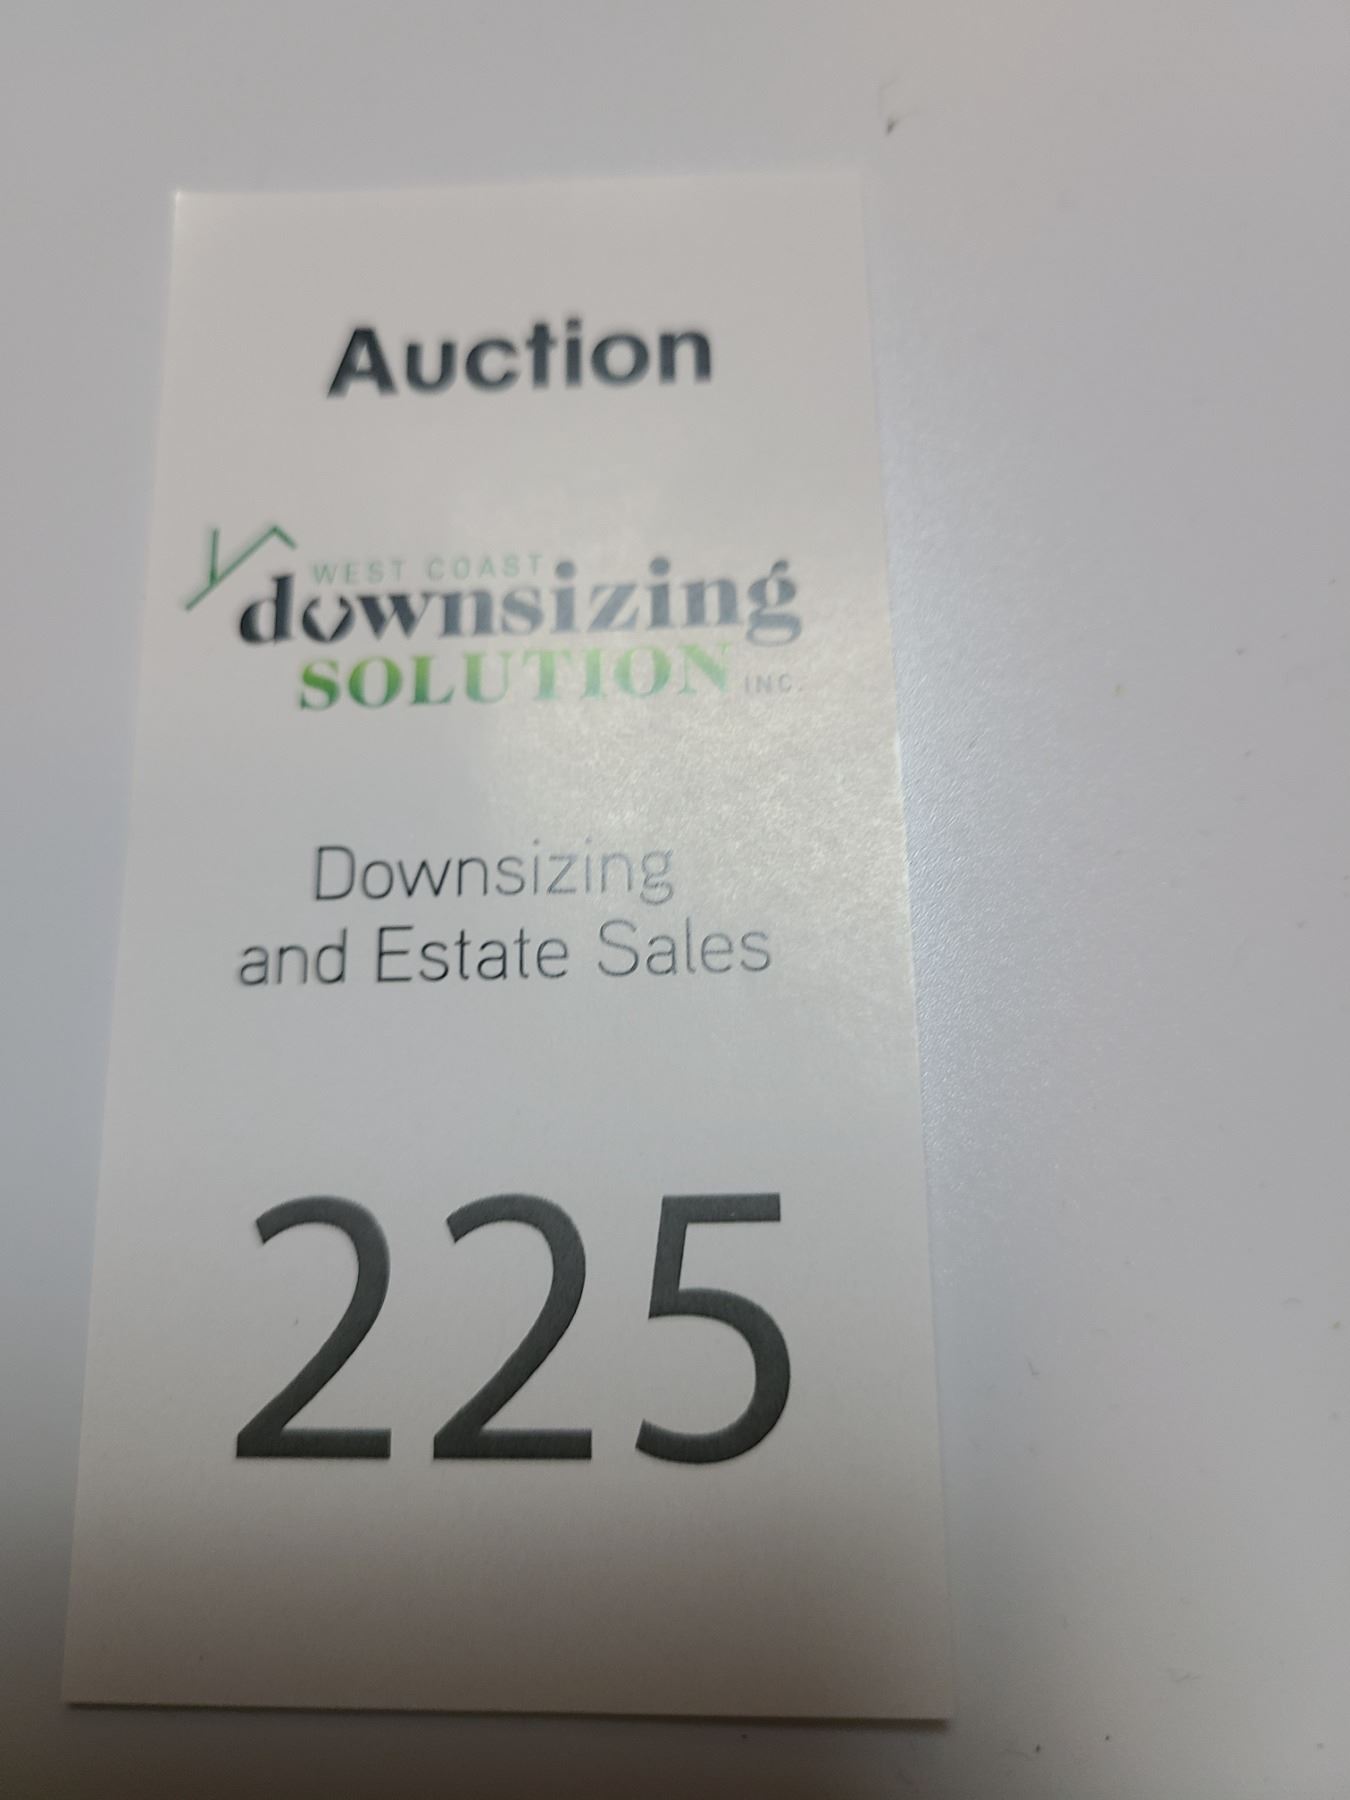 Auction
WEST COAST
downsizing
SOLUTION INC.
Downsizing
and Estate Sales
225